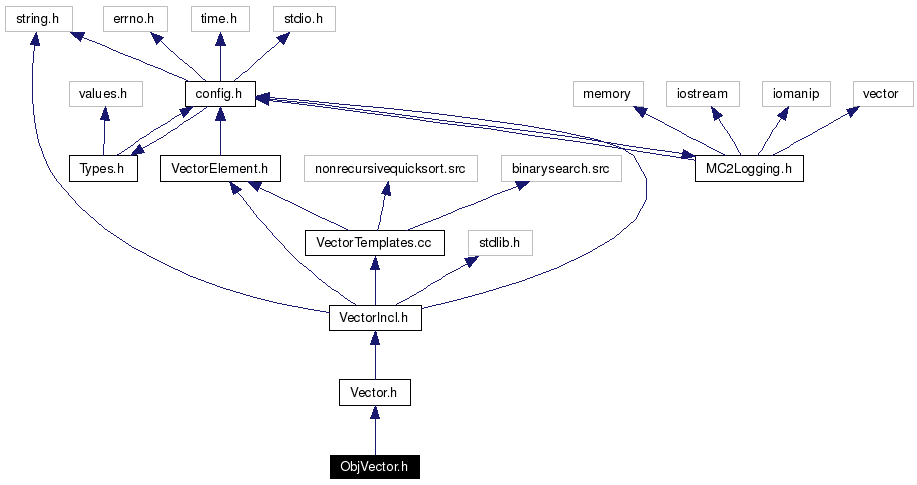 string.h
errno.h
time.h
stdio.h
values.h
config.h
memory
iostream
iomanip
vector
Types.h
VectorElement.h
nonrecursivequicksort.src
binarysearch.src
MC2Logging.h
VectorTemplates.cc
stdlib.h
VectorIncl.h
Vector.h
ObjVector.h